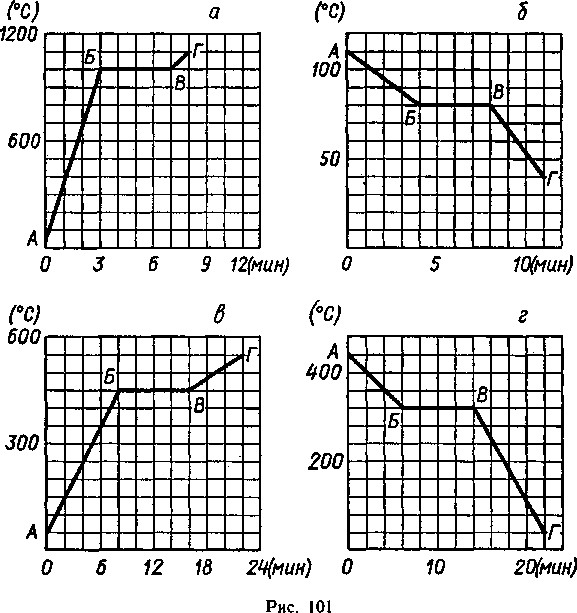 (°C) а
1200
600
А Б В Г
0 3 6 9 12(мин)
(°C) б
100
50
А Б В Г
0 5 10(мин)
(°C) в
600
300
А Б В Г
0 6 12 18 24(мин)
(°C) г
400
200
А Б В Г
0 10 20(мин)
Рис. 101